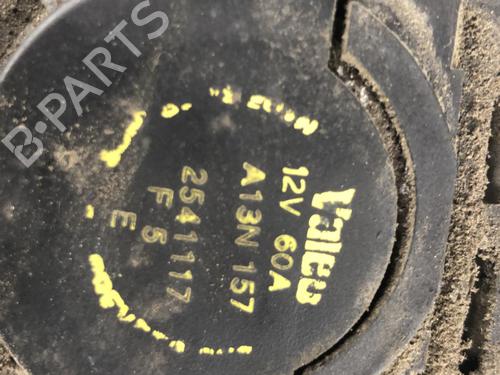 Valeo
12V 60A
A13N 157
2541117
F 5
E
B-PARTS